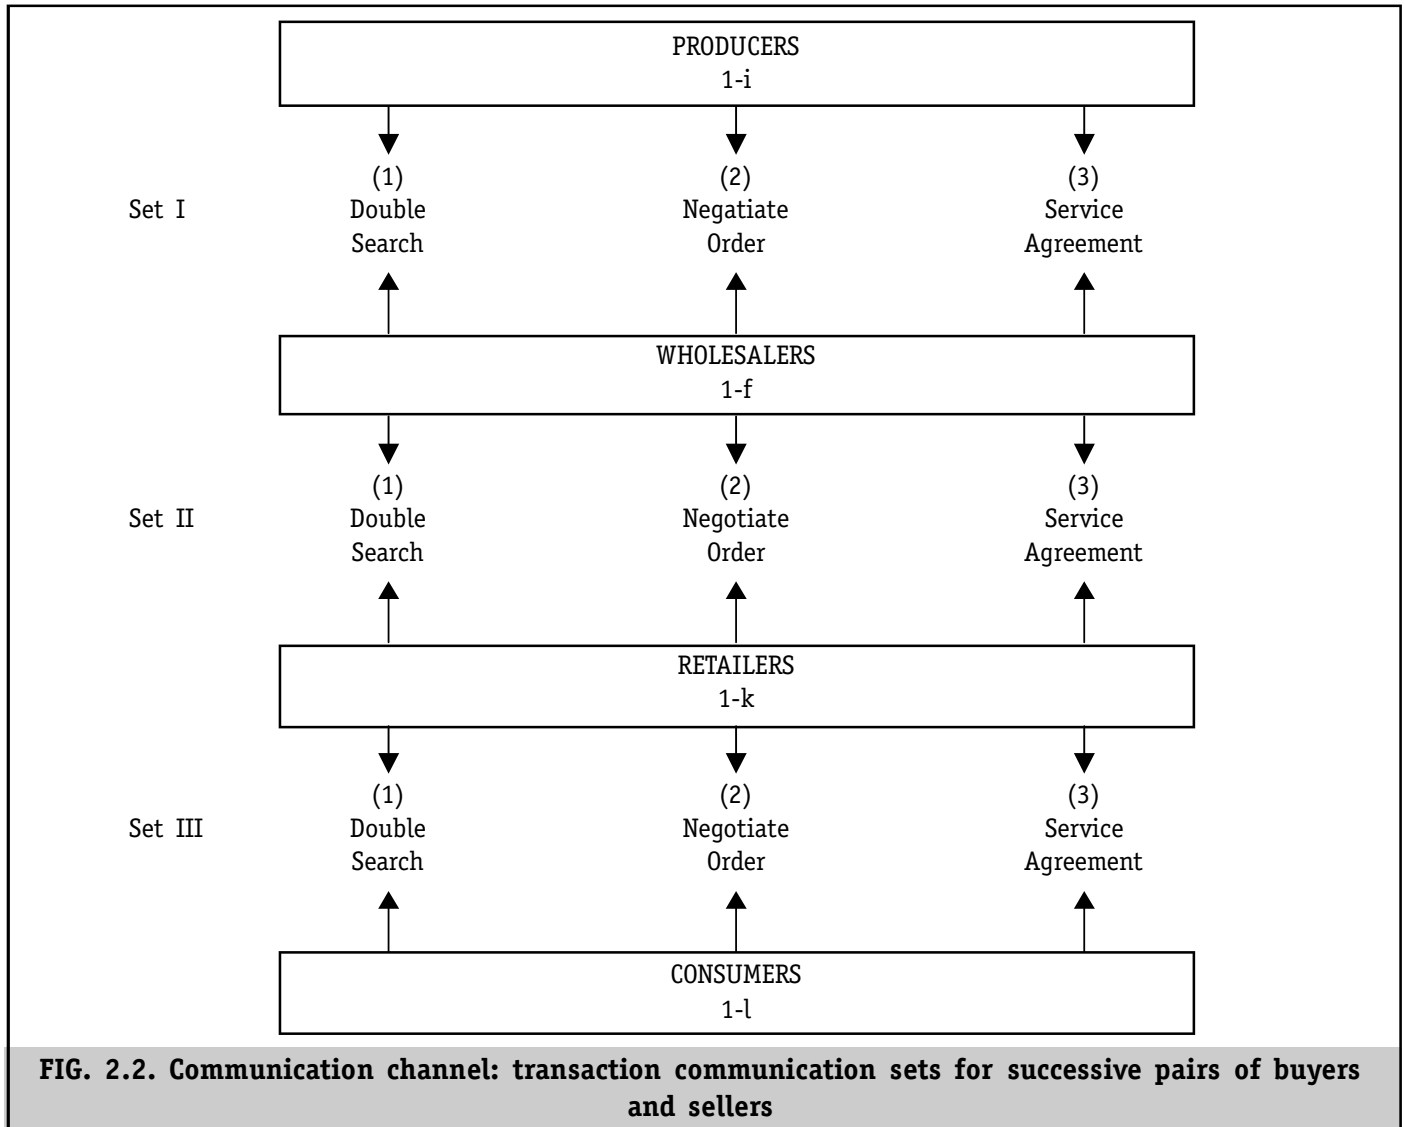 PRODUCERS
1-i
(1) (2) (3)
Set I Double Negatiate Service
Search Order Agreement
WHOLESALERS
1-f
(1) (2) (3)
Set II Double Negotiate Service
Search Order Agreement
RETAILERS
1-k
(1) (2) (3)
Set III Double Negotiate Service
Search Order Agreement
CONSUMERS
1-l
FIG. 2.2. Communication channel: transaction communication sets for successive pairs of buyers
and sellers